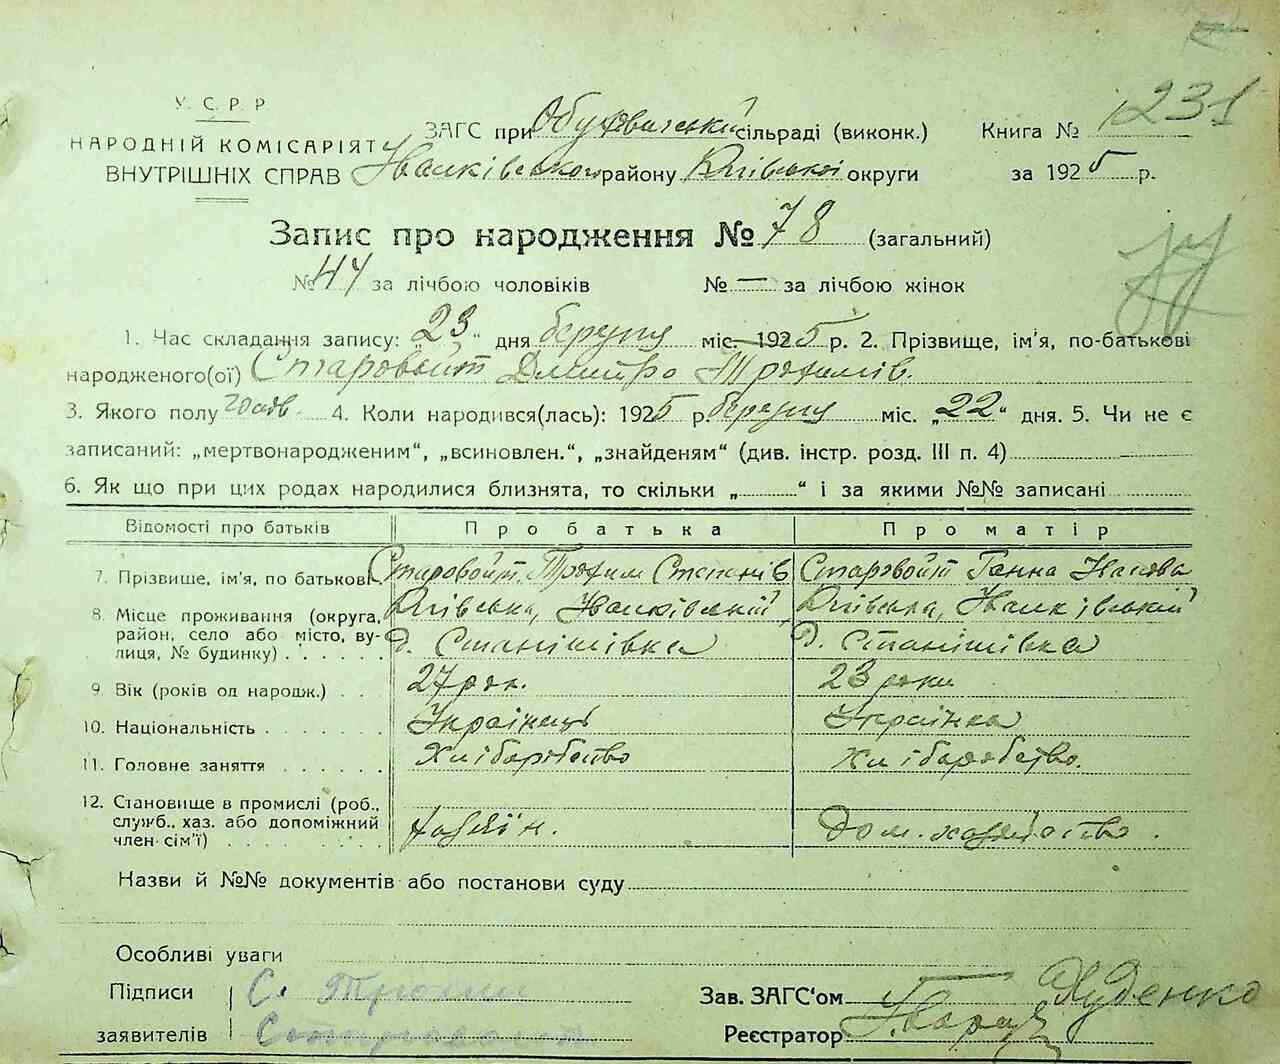 231
У. С. Р. Р.
НАРОДНІЙ КОМІСАРІЯТ
ВНУТРІШНІХ СПРАВ
ЗАГС при Обуховичський сільраді (виконк.) Книга №
Іванківського району Київської округи за 1925 р.
Запис про народження № 78 (загальний)
№ 44 за лічбою чоловіків № — за лічбою жінок
1. Час складання запису: „23“ дня березня міс. 1925 р. 2. Прізвище, ім'я, по-батькові
народженого(ої) Старовойт Дмитро Трохимів.
3. Якого полу чолов. 4. Коли народився(лась): 1925 р. березня міс. „22“ дня. 5. Чи не є
записаний: „мертвонародженим“, „всиновлен.“, „знайденям“ (див. інстр. розд. III п. 4)
6. Як що при цих родах народилися близнята, то скільки „ “ і за якими №№ записані
Відомості про батьків Про батька Про матір
7. Прізвище, ім'я, по батькові Старовойт Трохим Степанів Старовойт Ганна Іванова
8. Місце проживання (округа, Київська, Іванківський Київська, Іванківський
район, село або місто, ву- д. Станішівка д. Станішівка
лиця, № будинку)
9. Вік (років од народж.) 27 рок. 23 роки
10. Національність Українець Українка
11. Головне заняття Хліборобство Хліборобство.
12. Становище в промислі (роб.,
служб., хаз. або допоміжний Хазяїн. Дом. хазяйство.
член сім'ї)
Назви й №№ документів або постанови суду
Особливі уваги
Підписи
Зав. ЗАГС'ом Худенко
заявителів
Реєстратор